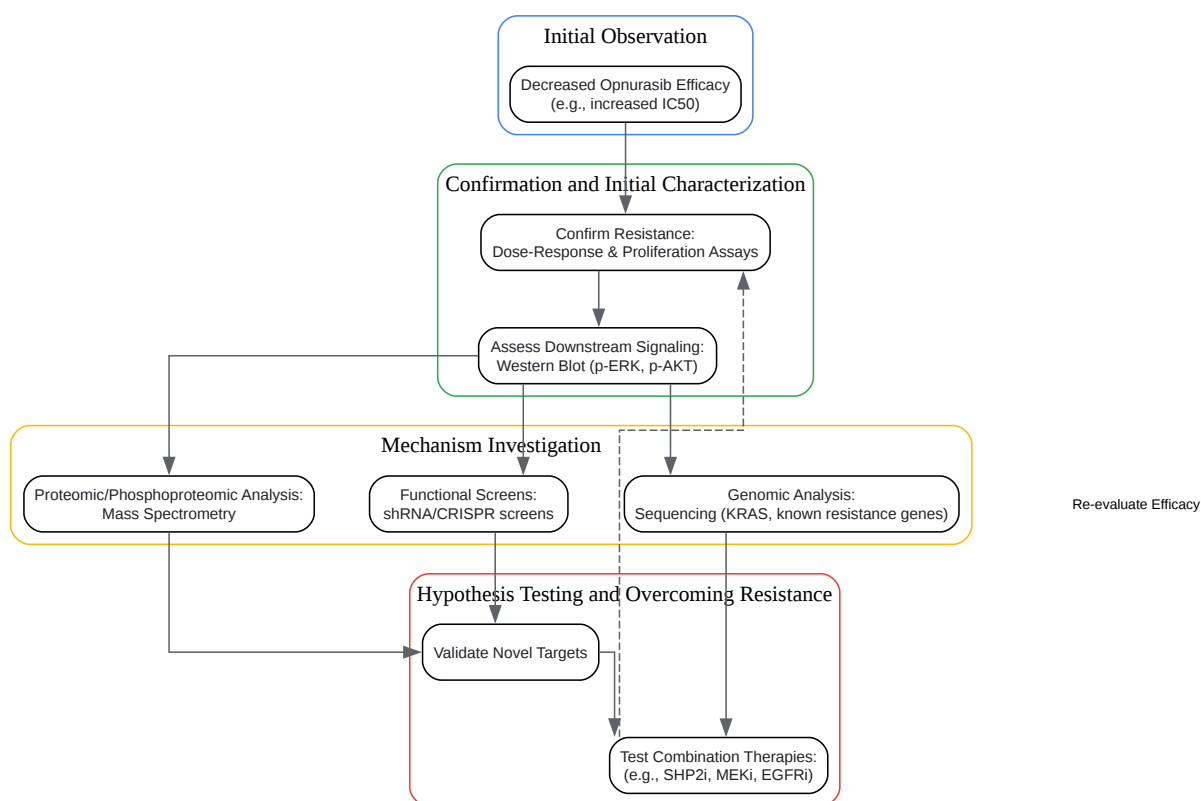 Initial Observation
Decreased Opnurasib Efficacy
(e.g., increased IC50)
Confirmation and Initial Characterization
Confirm Resistance:
Dose-Response & Proliferation Assays
Assess Downstream Signaling:
Western Blot (p-ERK, p-AKT)
Mechanism Investigation
Proteomic/Phosphoproteomic Analysis:
Mass Spectrometry
Functional Screens:
shRNA/CRISPR screens
Genomic Analysis:
Sequencing (KRAS, known resistance genes)
Re-evaluate Efficacy
Hypothesis Testing and Overcoming Resistance
Validate Novel Targets
Test Combination Therapies:
(e.g., SHP2i, MEKi, EGFRi)